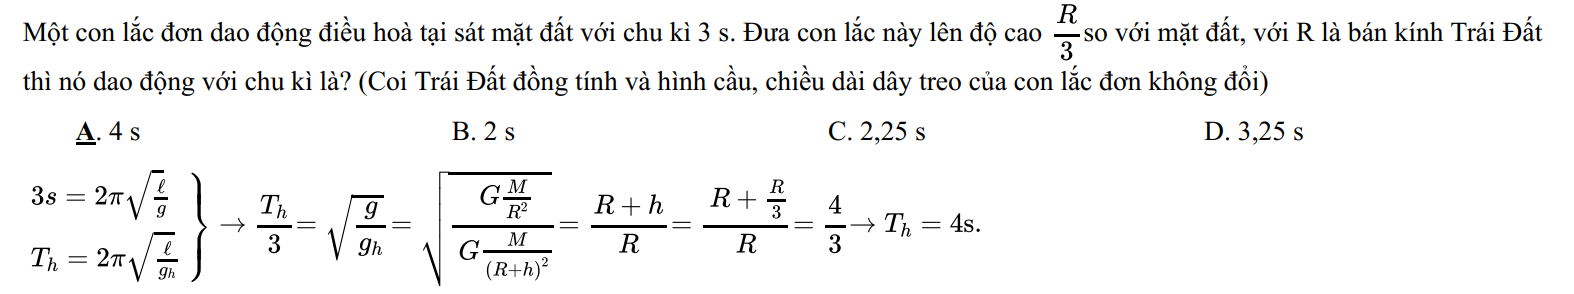 Một con lắc đơn dao động điều hoà tại sát mặt đất với chu kì 3 s. Đưa con lắc này lên độ cao $\frac{R}{3}$ so với mặt đất, với R là bán kính Trái Đất
thì nó dao động với chu kì là? (Coi Trái Đất đồng tính và hình cầu, chiều dài dây treo của con lắc đơn không đổi)
A. 4 s B. 2 s C. 2,25 s D. 3,25 s
$\left.\begin{array}{l} 3s = 2\pi\sqrt{\frac{\ell}{g}} \\ T_h = 2\pi\sqrt{\frac{\ell}{g_h}} \end{array}\right\} \rightarrow \frac{T_h}{3} = \sqrt{\frac{g}{g_h}} = \sqrt{\frac{G\frac{M}{R^2}}{G\frac{M}{(R+h)^2}}} = \frac{R+h}{R} = \frac{R+\frac{R}{3}}{R} = \frac{4}{3} \rightarrow T_h = 4s.$